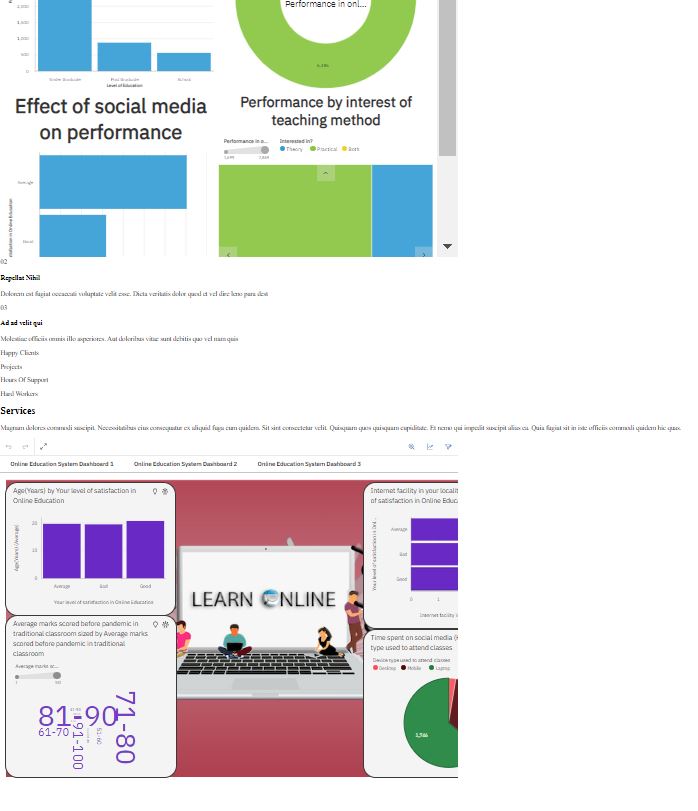 Performance in onl...
2,000
1,500
1,000
500
0
Under Graduate
Post Graduate
School
Level of Education
Effect of social media
on performance
Performance by interest of
teaching method
Performance in o...
Interested in?
Theory
Practical
Both
Average
Good
02
Repellat Nihil
Dolorem est fugiat occaecati voluptate velit esse. Dicta veritatis dolor quod et vel dire leno para dest
03
Ad ad velit qui
Molestiae officiis omnis illo asperiores. Aut doloribus vitae sunt debitis quo vel nam quis
Happy Clients
Projects
Hours Of Support
Hard Workers
Services
Magnam dolores commodi suscipit. Necessitatibus eius consequatur ex aliquid fuga eum quidem. Sit sint consectetur velit. Quisquam quos quisquam cupiditate. Et nemo qui impedit suscipit alias ea. Quia fugiat sit in iste officiis commodi quidem hic quas.
Online Education System Dashboard 1
Online Education System Dashboard 2
Online Education System Dashboard 3
Age(Years) by Your level of satisfaction in
Online Education
Age(Years) (Average)
20
10
0
Average
Bad
Good
Your level of satisfaction in Online Education
LEARN ONLINE
Internet facility in your localit
of satisfaction in Online Educ
Your level of satisfaction in Onl...
Average
Bad
Good
0
1
Internet facility i
Average marks scored before pandemic in
traditional classroom sized by Average marks
scored before pandemic in traditional
classroom
Average marks sc...
81-90
71-80
61-70
91-100
51-60
Time spent on social media (H
type used to attend classes
Device type used to attend classes
Desktop
Mobile
Laptop